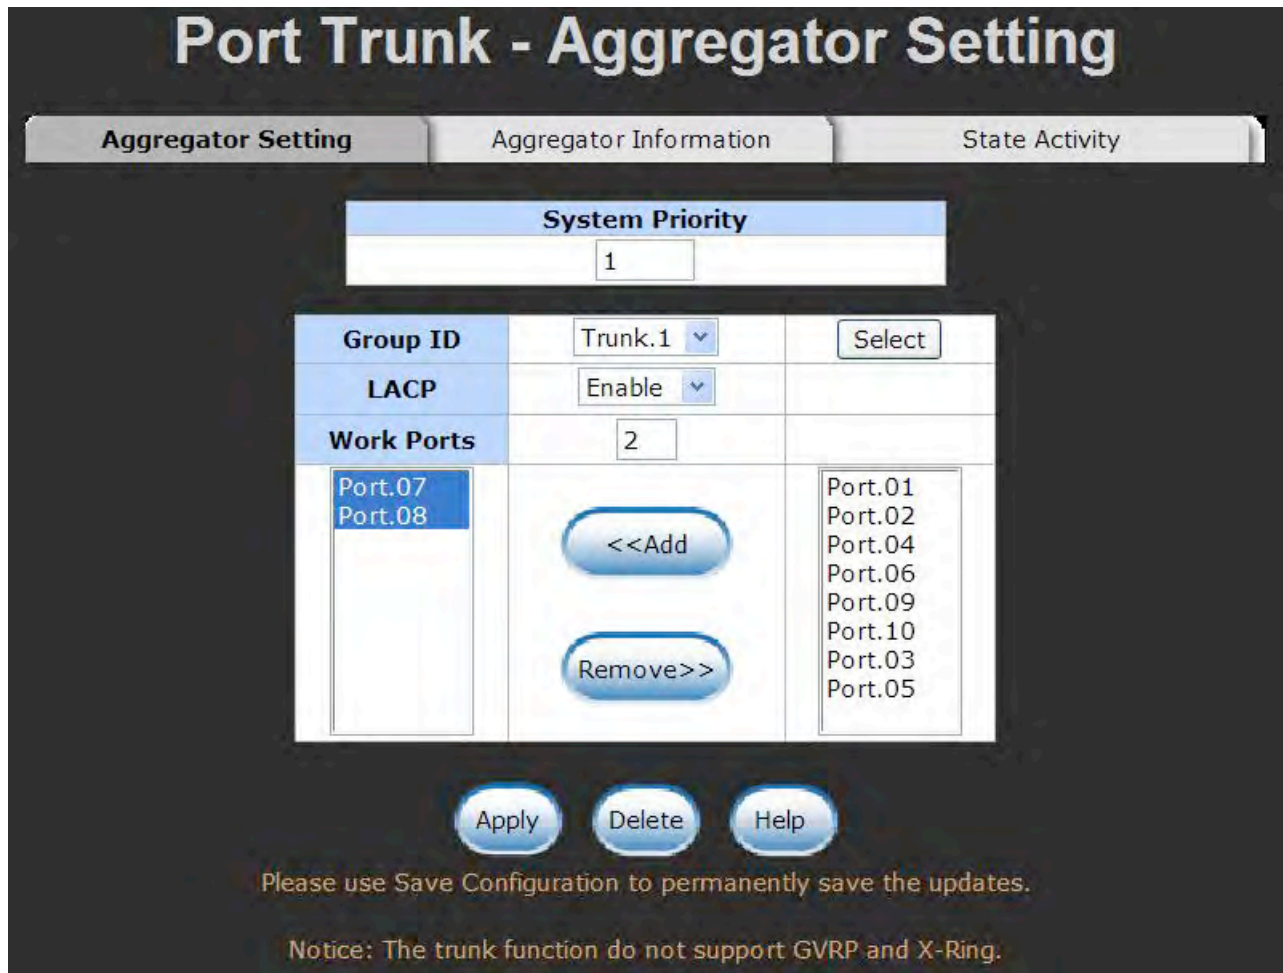 Port Trunk - Aggregator Setting
Aggregator Setting
Aggregator Information
State Activity
System Priority
1
Group ID
Trunk.1
Select
LACP
Enable
Work Ports
2
Port.07
Port.08
<<Add
Remove>>
Port.01
Port.02
Port.04
Port.06
Port.09
Port.10
Port.03
Port.05
Apply
Delete
Help
Please use Save Configuration to permanently save the updates.
Notice: The trunk function do not support GVRP and X-Ring.